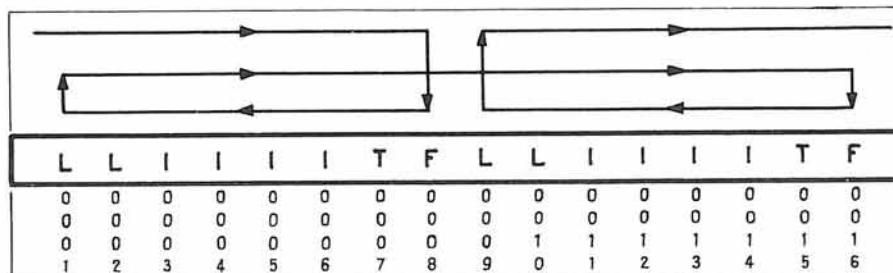 L L I I I I T F L L I I I I T F
0 0 0 0 0 0 0 0 0 0 0 0 0 0 0 0
0 0 0 0 0 0 0 0 0 0 0 0 0 0 0 0
0 0 0 0 0 0 0 0 0 1 1 1 1 1 1 1
1 2 3 4 5 6 7 8 9 0 1 2 3 4 5 6